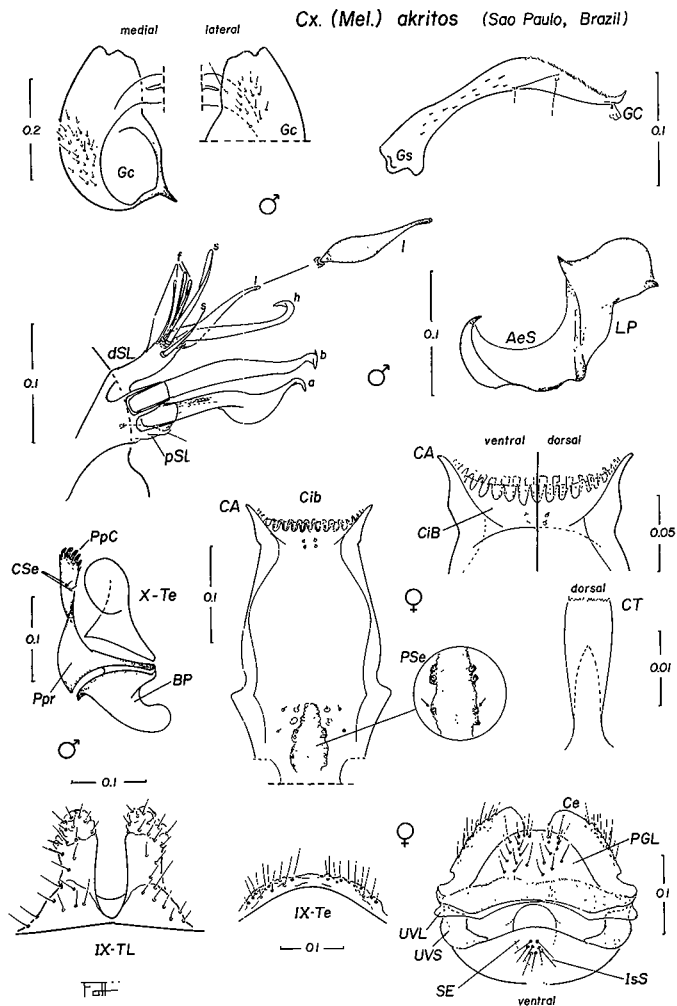 Cx. (Mel.) akritos (Sao Paulo, Brazil)
medial lateral
0.2
Gc
Gc
GC
Gs
0.1
♂
f
s
l
s
l
h
dSL
b
a
0.1
pSL
♂
0.1
AeS
LP
PpC
CSe
X-Te
0.1
Ppr
BP
♂
0.1
CA
Cib
0.1
♀
PSe
ventral dorsal
CA
CiB
0.05
dorsal
CT
0.01
IX-TL
IX-Te
0.1
♀
Ce
PGL
0.1
UVL
UVS
SE
IsS
ventral